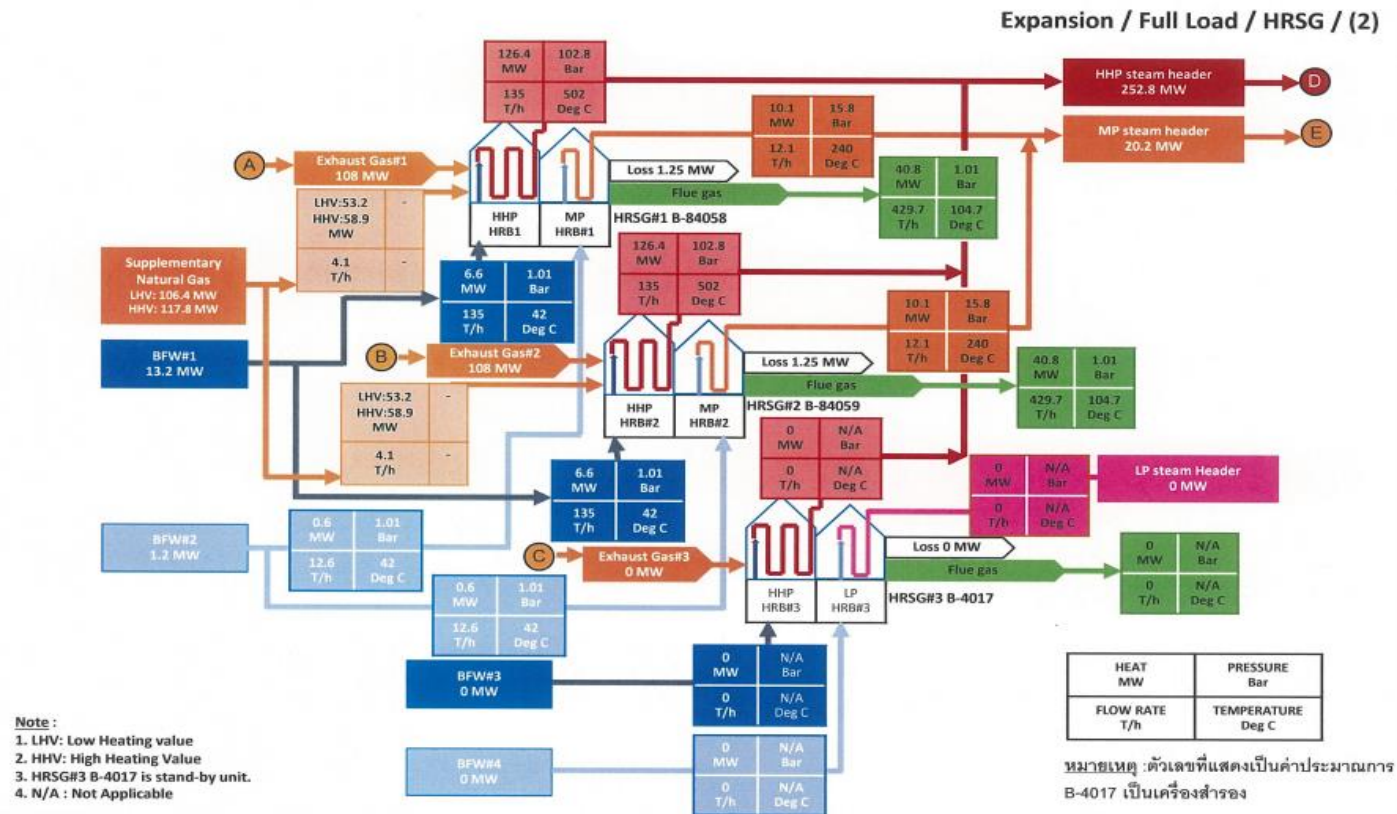 Expansion / Full Load / HRSG / (2)
126.4 MW
102.8 Bar
135 T/h
502 Deg C
HHP steam header
252.8 MW
D
10.1 MW
15.8 Bar
12.1 T/h
240 Deg C
MP steam header
20.2 MW
E
A
Exhaust Gas#1
108 MW
Loss 1.25 MW
Flue gas
40.8 MW
1.01 Bar
429.7 T/h
104.7 Deg C
LHV:53.2
HHV:58.9
MW
-
4.1
T/h
-
HHP
HRB1
MP
HRB#1
HRSG#1 B-84058
Supplementary
Natural Gas
LHV: 106.4 MW
HHV: 117.8 MW
6.6 MW
1.01 Bar
135 T/h
42 Deg C
126.4 MW
102.8 Bar
135 T/h
502 Deg C
10.1 MW
15.8 Bar
12.1 T/h
240 Deg C
BFW#1
13.2 MW
B
Exhaust Gas#2
108 MW
Loss 1.25 MW
Flue gas
40.8 MW
1.01 Bar
429.7 T/h
104.7 Deg C
LHV:53.2
HHV:58.9
MW
-
4.1
T/h
-
HHP
HRB#2
MP
HRB#2
HRSG#2 B-84059
0 MW
N/A Bar
0 T/h
N/A Deg C
6.6 MW
1.01 Bar
135 T/h
42 Deg C
0 MW
N/A Bar
0 T/h
N/A Deg C
LP steam Header
0 MW
BFW#2
1.2 MW
0.6 MW
1.01 Bar
12.6 T/h
42 Deg C
C
Exhaust Gas#3
0 MW
Loss 0 MW
Flue gas
0 MW
N/A Bar
0 T/h
N/A Deg C
0.6 MW
1.01 Bar
12.6 T/h
42 Deg C
HHP
HRB#3
LP
HRB#3
HRSG#3 B-4017
BFW#3
0 MW
0 MW
N/A Bar
0 T/h
N/A Deg C
BFW#4
0 MW
0 MW
N/A Bar
0 T/h
N/A Deg C
HEAT
MW
PRESSURE
Bar
FLOW RATE
T/h
TEMPERATURE
Deg C
Note :
1. LHV: Low Heating value
2. HHV: High Heating Value
3. HRSG#3 B-4017 is stand-by unit.
4. N/A : Not Applicable
หมายเหตุ :ตัวเลขที่แสดงเป็นค่าประมาณการ
B-4017 เป็นเครื่องสำรอง